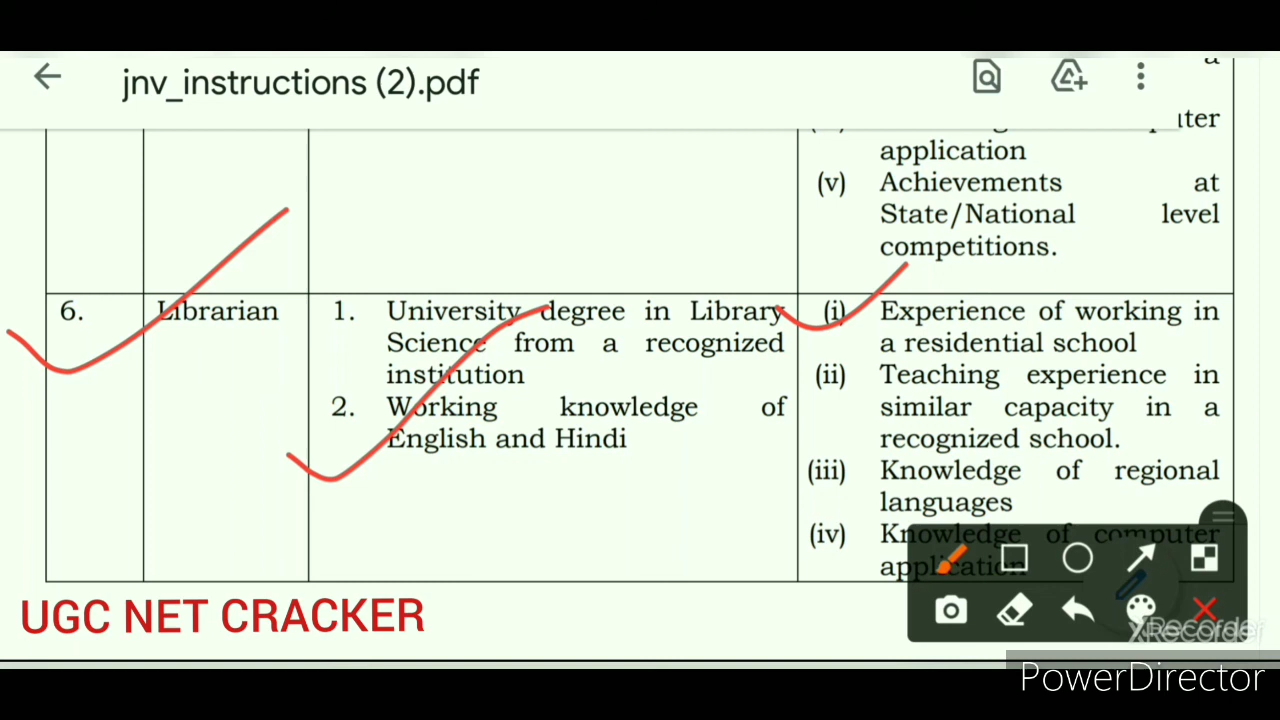 jnv_instructions (2).pdf
application
(v) Achievements at
State/National level
competitions.
6. Librarian
1. University degree in Library
Science from a recognized
institution
2. Working knowledge of
English and Hindi
(i) Experience of working in
a residential school
(ii) Teaching experience in
similar capacity in a
recognized school.
(iii) Knowledge of regional
languages
(iv) Knowledge of computer
application
UGC NET CRACKER
XRecorder
PowerDirector